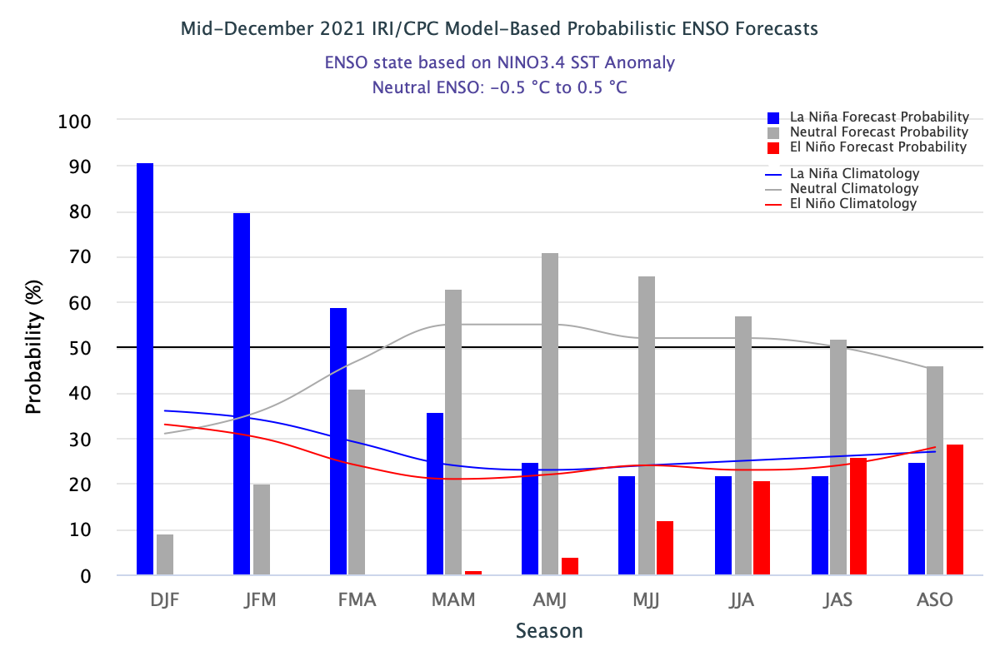 Mid-December 2021 IRI/CPC Model-Based Probabilistic ENSO Forecasts
ENSO state based on NINO3.4 SST Anomaly
Neutral ENSO: -0.5 °C to 0.5 °C
La Niña Forecast Probability
Neutral Forecast Probability
El Niño Forecast Probability
La Niña Climatology
Neutral Climatology
El Niño Climatology
Probability (%)
100
90
80
70
60
50
40
30
20
10
0
DJF JFM FMA MAM AMJ MJJ JJA JAS ASO
Season